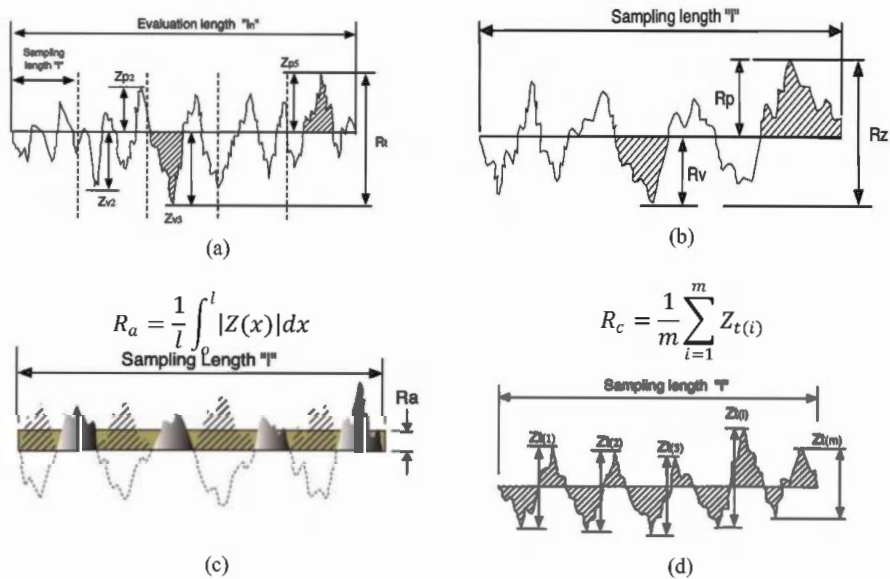 Evaluation length "ln"
Sampling
length "l"
Zp2
Zp5
Rt
Zv2
Zv3
(a)
Sampling length "l"
Rp
Rv
Rz
(b)
R_a = \frac{1}{l} \int_o^l |Z(x)| dx
Sampling Length "l"
Ra
(c)
R_c = \frac{1}{m} \sum_{i=1}^{m} Z_{t(i)}
Sampling length "l"
Zt(1)
Zt(2)
Zt(3)
Zt(i)
Zt(m)
(d)